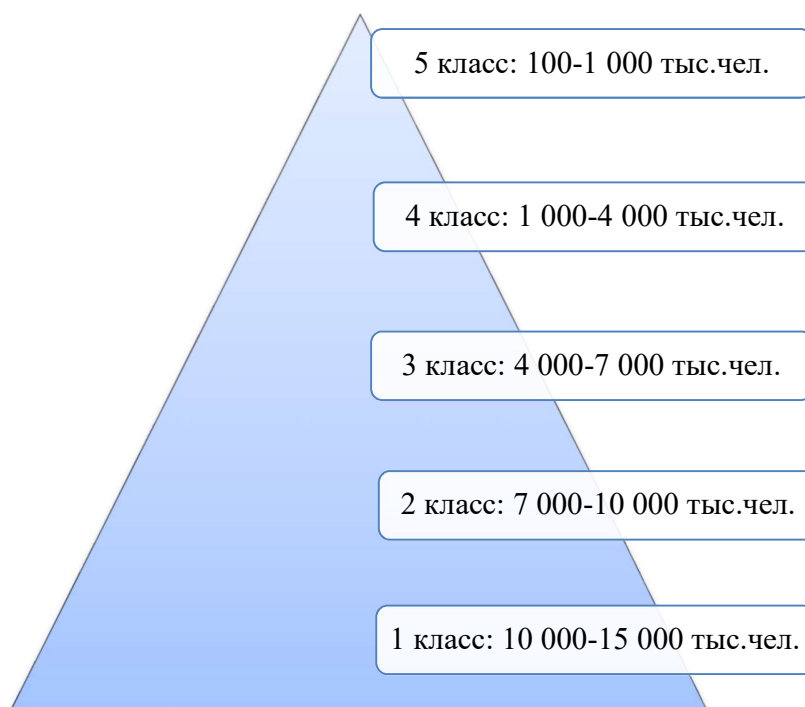 5 класс: 100-1 000 тыс.чел.
4 класс: 1 000-4 000 тыс.чел.
3 класс: 4 000-7 000 тыс.чел.
2 класс: 7 000-10 000 тыс.чел.
1 класс: 10 000-15 000 тыс.чел.